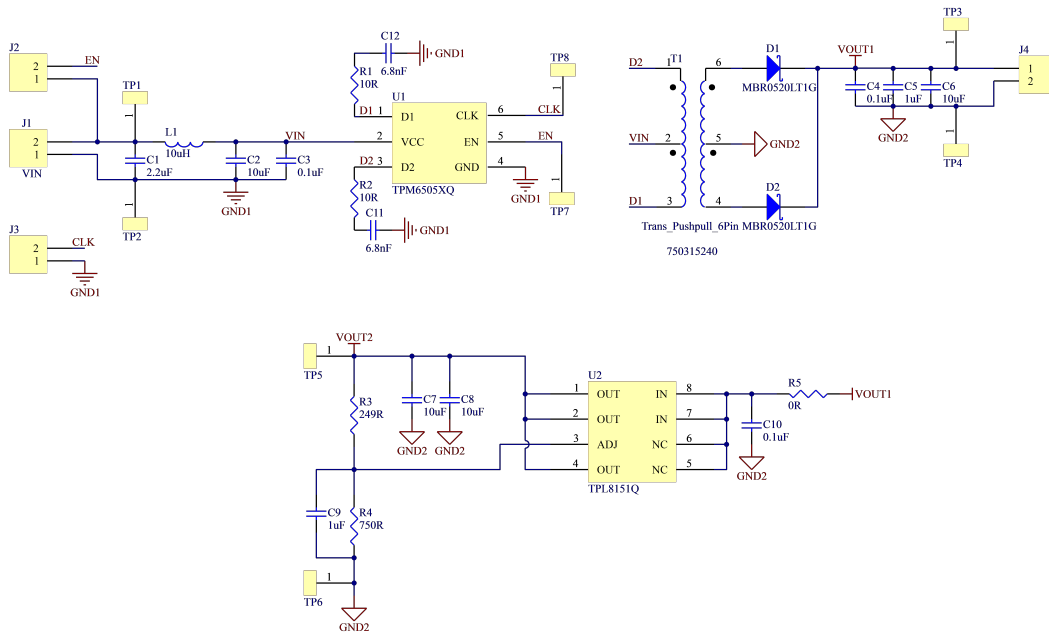 J2
2
1
EN
J1
2
1
VIN
J3
2
1
CLK
GND1
TP1
1
L1
10uH
C1
2.2uF
1
TP2
C2
10uF
C3
0.1uF
VIN
GND1
C12
6.8nF
GND1
R1
10R
D1 1
2
D2 3
R2
10R
C11
6.8nF
GND1
U1
D1
VCC
D2
CLK
EN
GND
TPM6505XQ
6
CLK
5
EN
4
GND1
TP8
1
1
TP7
D2
1
T1
6
VIN
2
5
GND2
D1
3
4
Trans_Pushpull_6Pin
750315240
D1
MBR0520LT1G
D2
MBR0520LT1G
VOUT1
C4
0.1uF
C5
1uF
C6
10uF
GND2
TP3
1
1
TP4
J4
1
2
VOUT2
1
TP5
R3
249R
C7
10uF
C8
10uF
GND2
GND2
C9
1uF
R4
750R
1
TP6
GND2
U2
1
OUT
IN
8
2
OUT
IN
7
3
ADJ
NC
6
4
OUT
NC
5
TPL8151Q
R5
0R
VOUT1
C10
0.1uF
GND2